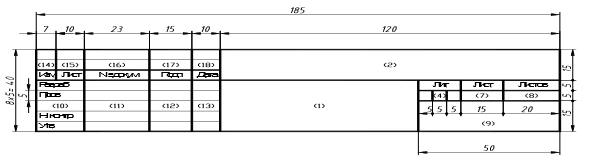 185
7 10 23 15 10 120
(14) (15) (16) (17) (18) (2)
Изм Лист №докум Подп Дата
15
8x5=40
Разраб Лит Лист Листов
5
5
Пров (4) (7) (8)
5
(10) (11) (12) (13) (1)
5 5 5 15 20
Н.контр
15
Утв (9)
50